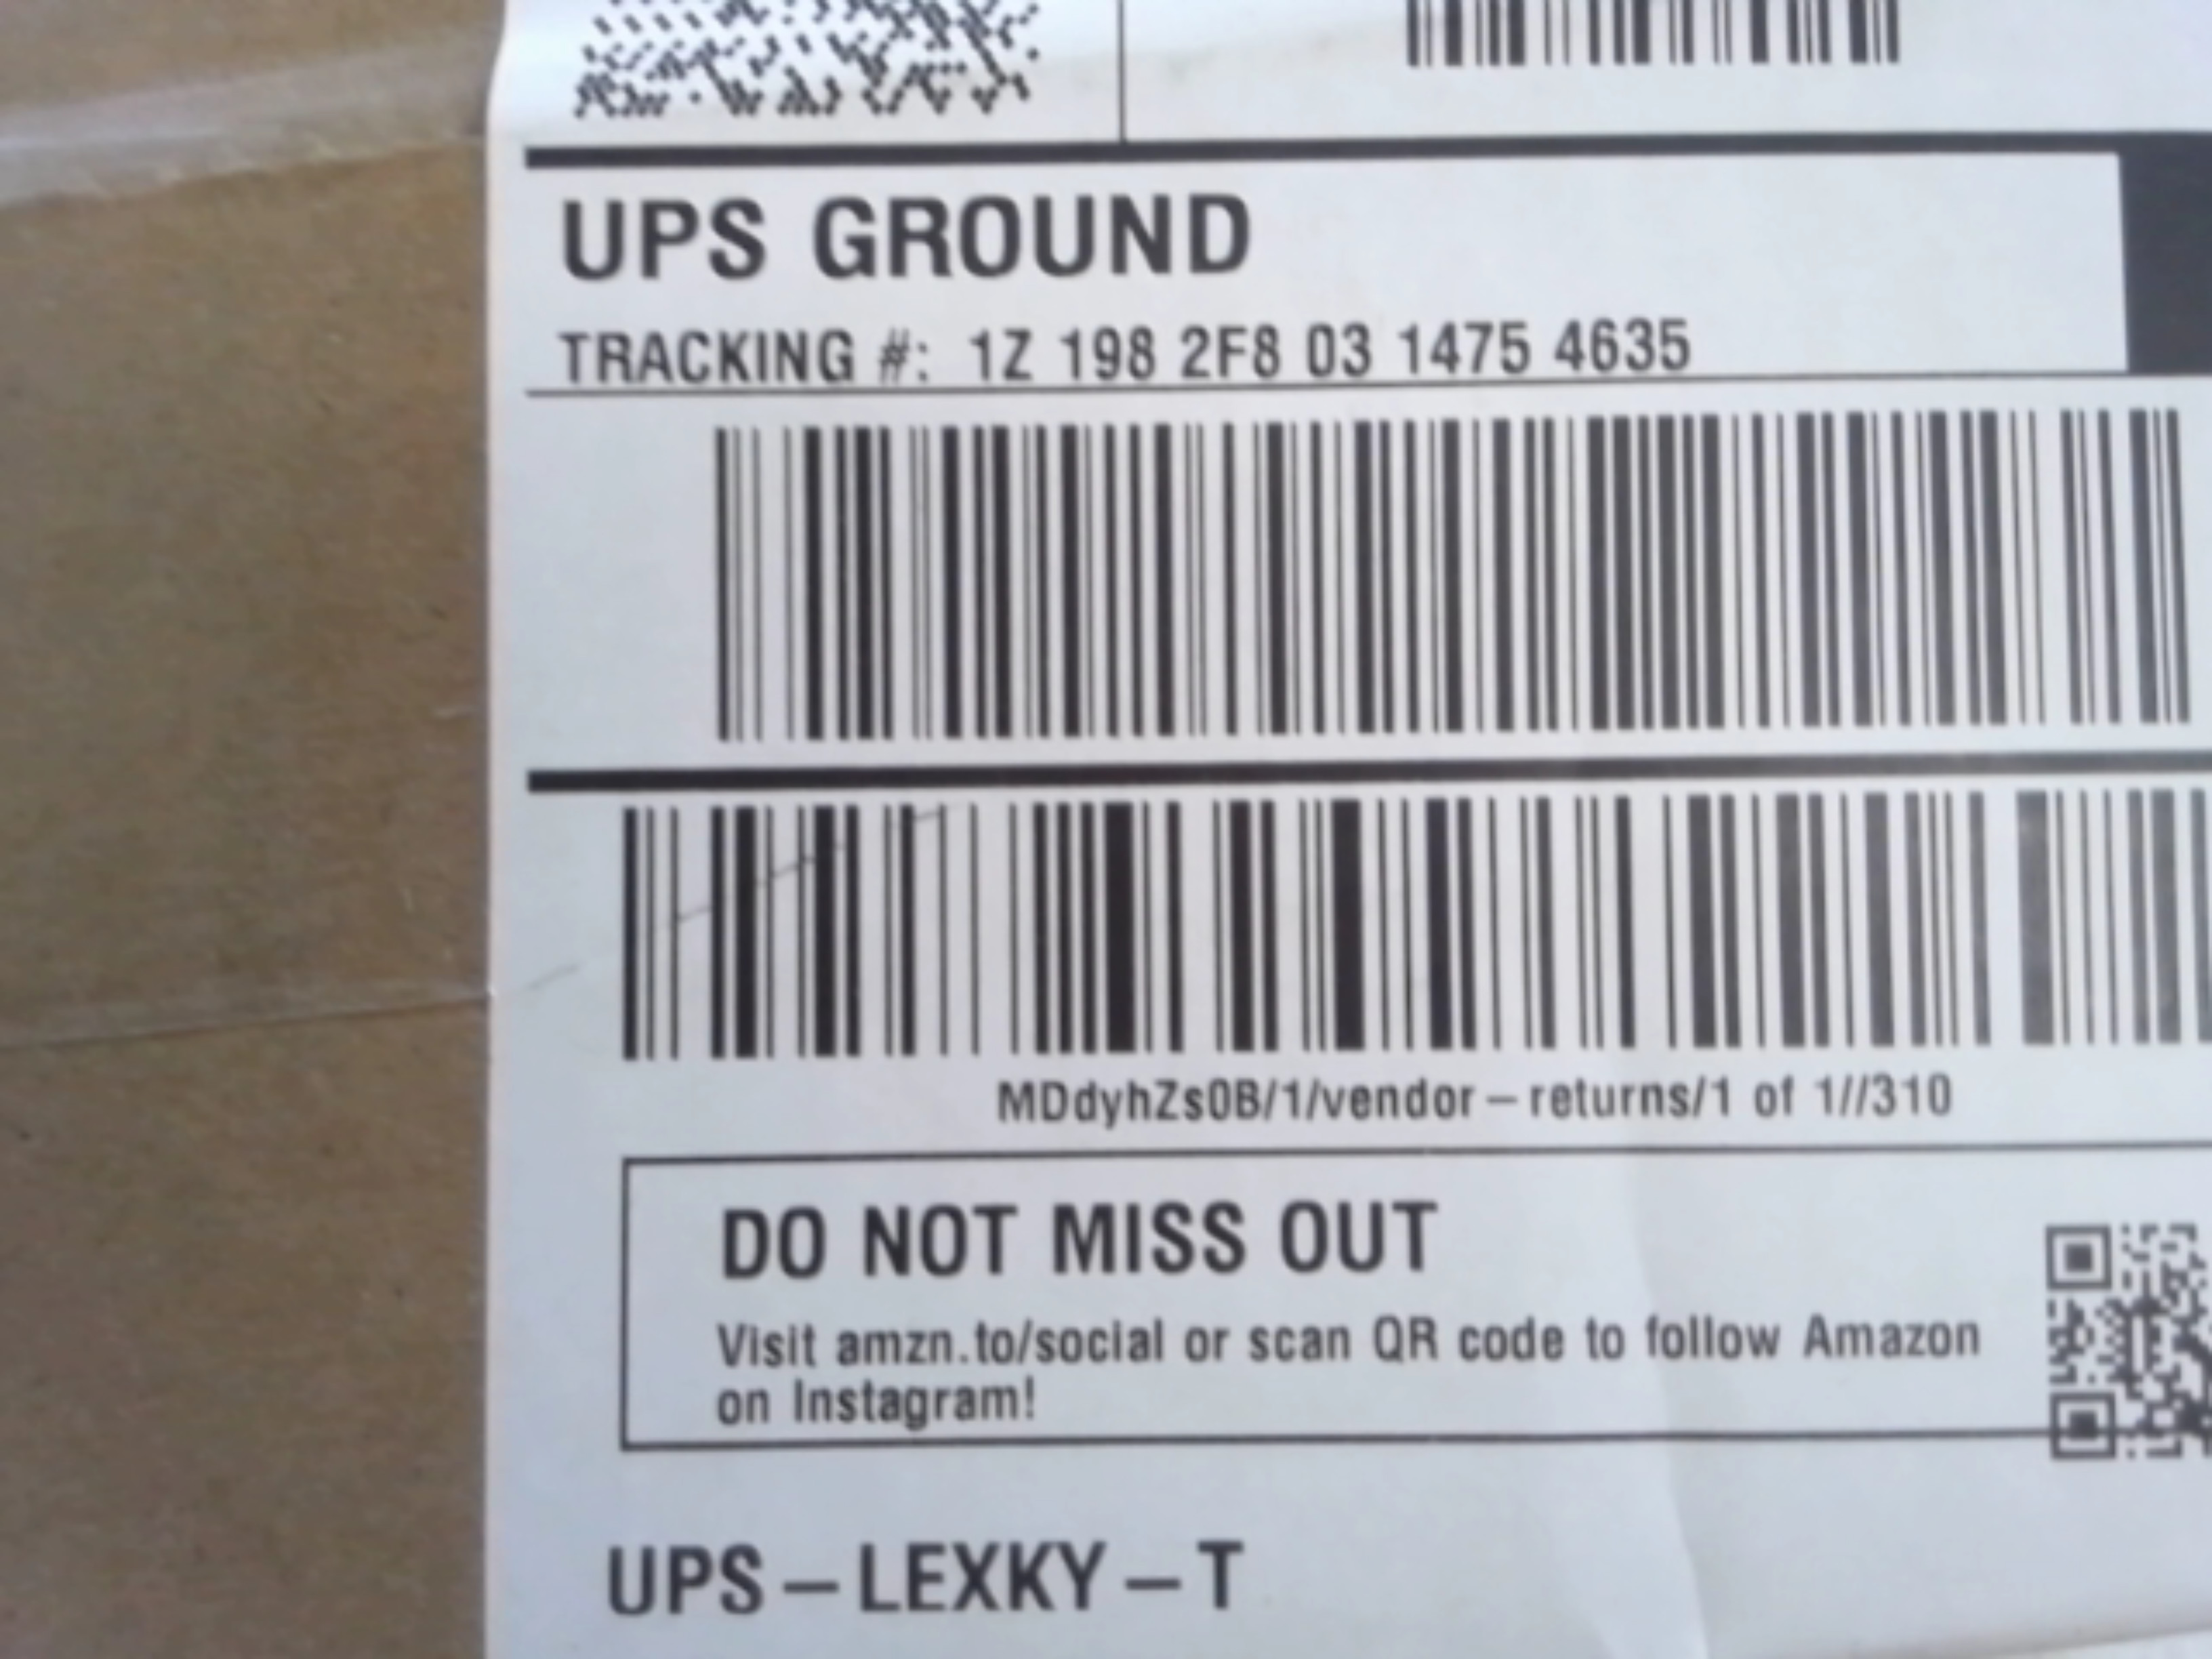 UPS GROUND
TRACKING #: 1Z 198 2F8 03 1475 4635
MDdyhZs0B/1/vendor-returns/1 of 1//310
DO NOT MISS OUT
Visit amzn.to/social or scan QR code to follow Amazon
on Instagram!
UPS-LEXKY-T